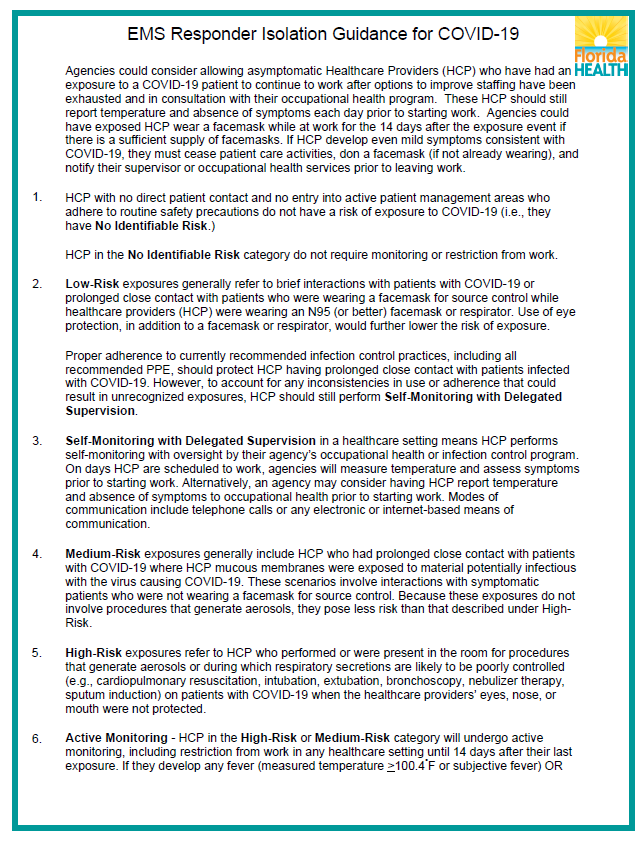 EMS Responder Isolation Guidance for COVID-19
Florida
HEALTH
Agencies could consider allowing asymptomatic Healthcare Providers (HCP) who have had an
exposure to a COVID-19 patient to continue to work after options to improve staffing have been
exhausted and in consultation with their occupational health program.  These HCP should still
report temperature and absence of symptoms each day prior to starting work.  Agencies could
have exposed HCP wear a facemask while at work for the 14 days after the exposure event if
there is a sufficient supply of facemasks. If HCP develop even mild symptoms consistent with
COVID-19, they must cease patient care activities, don a facemask (if not already wearing), and
notify their supervisor or occupational health services prior to leaving work.
1. HCP with no direct patient contact and no entry into active patient management areas who
adhere to routine safety precautions do not have a risk of exposure to COVID-19 (i.e., they
have No Identifiable Risk.)
HCP in the No Identifiable Risk category do not require monitoring or restriction from work.
2. Low-Risk exposures generally refer to brief interactions with patients with COVID-19 or
prolonged close contact with patients who were wearing a facemask for source control while
healthcare providers (HCP) were wearing an N95 (or better) facemask or respirator. Use of eye
protection, in addition to a facemask or respirator, would further lower the risk of exposure.
Proper adherence to currently recommended infection control practices, including all
recommended PPE, should protect HCP having prolonged close contact with patients infected
with COVID-19. However, to account for any inconsistencies in use or adherence that could
result in unrecognized exposures, HCP should still perform Self-Monitoring with Delegated
Supervision.
3. Self-Monitoring with Delegated Supervision in a healthcare setting means HCP performs
self-monitoring with oversight by their agency's occupational health or infection control program.
On days HCP are scheduled to work, agencies will measure temperature and assess symptoms
prior to starting work. Alternatively, an agency may consider having HCP report temperature
and absence of symptoms to occupational health prior to starting work. Modes of
communication include telephone calls or any electronic or internet-based means of
communication.
4. Medium-Risk exposures generally include HCP who had prolonged close contact with patients
with COVID-19 where HCP mucous membranes were exposed to material potentially infectious
with the virus causing COVID-19. These scenarios involve interactions with symptomatic
patients who were not wearing a facemask for source control. Because these exposures do not
involve procedures that generate aerosols, they pose less risk than that described under High-
Risk.
5. High-Risk exposures refer to HCP who performed or were present in the room for procedures
that generate aerosols or during which respiratory secretions are likely to be poorly controlled
(e.g., cardiopulmonary resuscitation, intubation, extubation, bronchoscopy, nebulizer therapy,
sputum induction) on patients with COVID-19 when the healthcare providers' eyes, nose, or
mouth were not protected.
6. Active Monitoring - HCP in the High-Risk or Medium-Risk category will undergo active
monitoring, including restriction from work in any healthcare setting until 14 days after their last
exposure. If they develop any fever (measured temperature ≥100.4°F or subjective fever) OR